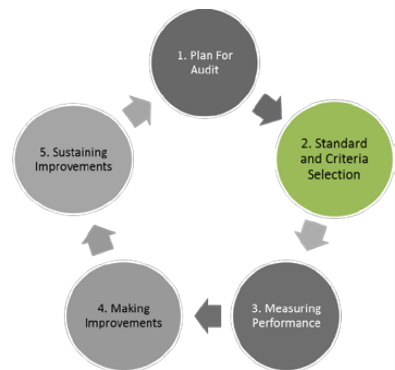 1. Plan For
Audit
2. Standard
and Criteria
Selection
3. Measuring
Performance
4. Making
Improvements
5. Sustaining
Improvements